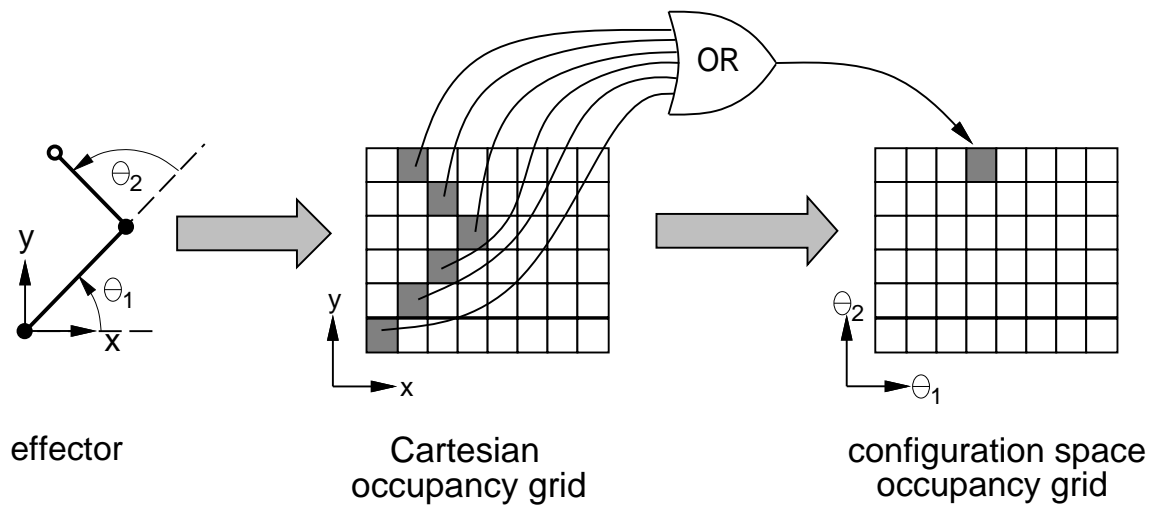 OR
θ2
y
θ1
x
y
x
θ2
θ1
effector
Cartesian
occupancy grid
configuration space
occupancy grid